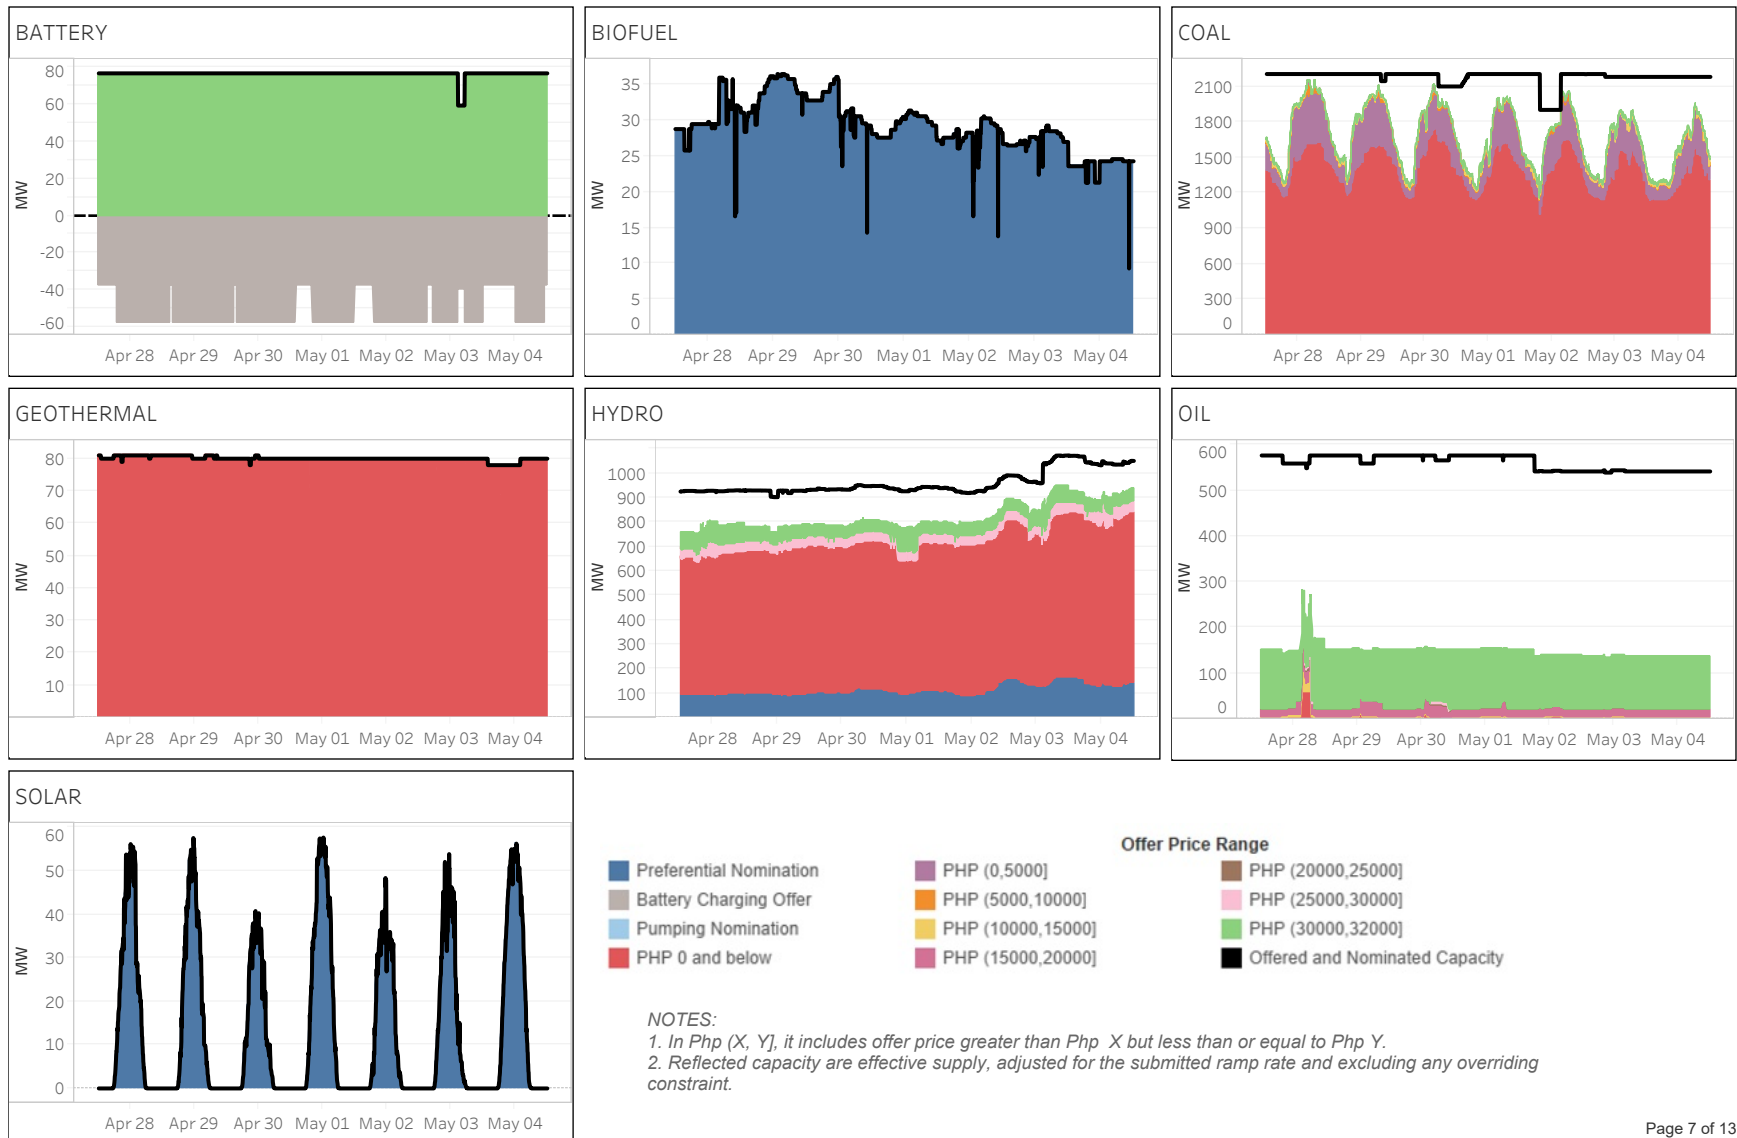 BATTERY
80
60
40
20
0
-20
-40
-60
MW
Apr 28 Apr 29 Apr 30 May 01 May 02 May 03 May 04
BIOFUEL
35
30
25
20
15
10
5
0
MW
Apr 28 Apr 29 Apr 30 May 01 May 02 May 03 May 04
COAL
2100
1800
1500
1200
900
600
300
0
MW
Apr 28 Apr 29 Apr 30 May 01 May 02 May 03 May 04
GEOTHERMAL
80
70
60
50
40
30
20
10
MW
Apr 28 Apr 29 Apr 30 May 01 May 02 May 03 May 04
HYDRO
1000
900
800
700
600
500
400
300
200
100
MW
Apr 28 Apr 29 Apr 30 May 01 May 02 May 03 May 04
OIL
600
500
400
300
200
100
0
MW
Apr 28 Apr 29 Apr 30 May 01 May 02 May 03 May 04
SOLAR
60
50
40
30
20
10
0
MW
Apr 28 Apr 29 Apr 30 May 01 May 02 May 03 May 04
Offer Price Range
Preferential Nomination PHP (0,5000] PHP (20000,25000]
Battery Charging Offer PHP (5000,10000] PHP (25000,30000]
Pumping Nomination PHP (10000,15000] PHP (30000,32000]
PHP 0 and below PHP (15000,20000] Offered and Nominated Capacity
NOTES:
1. In Php (X, Y], it includes offer price greater than Php X but less than or equal to Php Y.
2. Reflected capacity are effective supply, adjusted for the submitted ramp rate and excluding any overriding
constraint.
Page 7 of 13